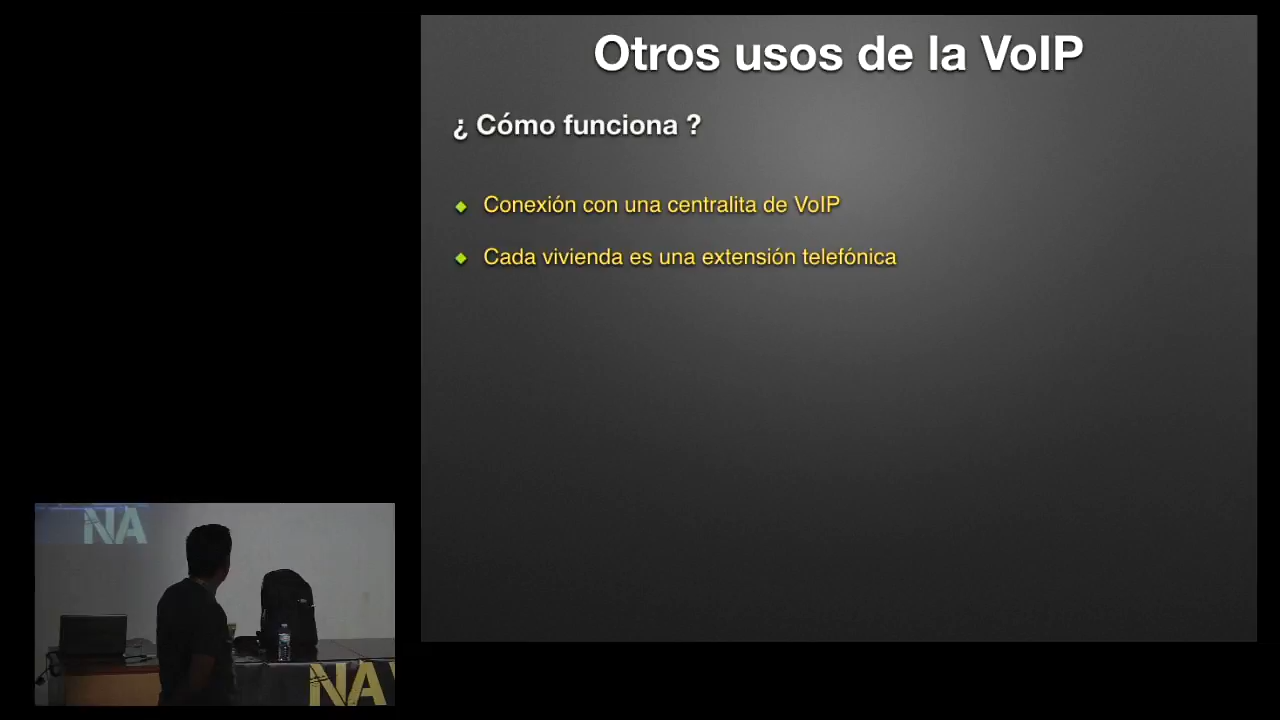 Otros usos de la VoIP
¿ Cómo funciona ?
Conexión con una centralita de VoIP
Cada vivienda es una extensión telefónica
NA
NA